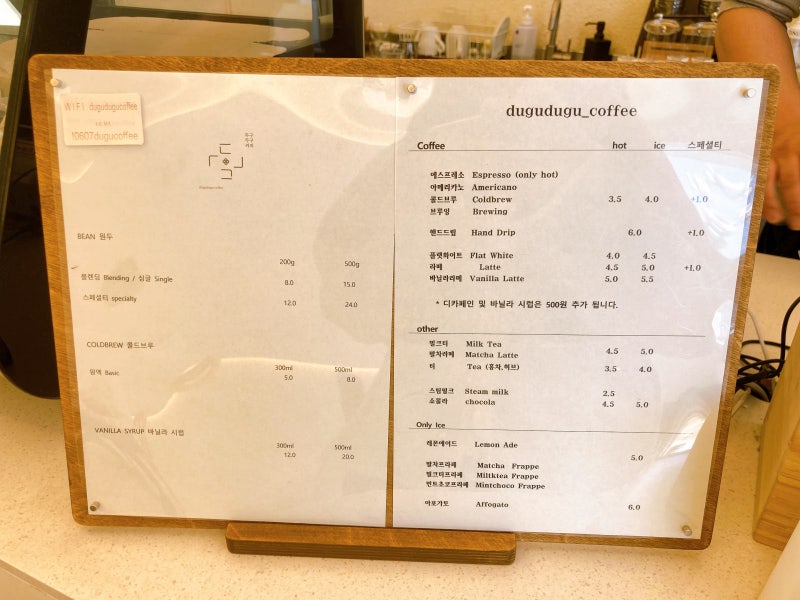 WIFI dugudugucoffee
10607dugucoffee
두구
두구
커피
BEAN 원두
200g 500g
블렌딩 Blending / 싱글 Single 8.0 15.0
스페셜티 specialty 12.0 24.0
COLDBREW 콜드브루
300ml 500ml
원액 Basic 5.0 8.0
VANILLA SYRUP 바닐라 시럽
300ml 500ml
12.0 20.0
dugudugu_coffee
Coffee hot ice 스페셜티
에스프레소 Espresso (only hot)
아메리카노 Americano
콜드브루 Coldbrew 3.5 4.0 +1.0
브루잉 Brewing
핸드드립 Hand Drip 6.0 +1.0
플랫화이트 Flat White 4.0 4.5
라떼 Latte 4.5 5.0 +1.0
바닐라라떼 Vanilla Latte 5.0 5.5
* 디카페인 및 바닐라 시럽은 500원 추가 됩니다.
other
밀크티 Milk Tea
말차라떼 Matcha Latte 4.5 5.0
티 Tea (홍차,허브) 3.5 4.0
스팀밀크 Steam milk 2.5
쇼콜라 chocola 4.5 5.0
Only Ice
레몬에이드 Lemon Ade
5.0
말차프라페 Matcha Frappe
밀크티프라페 Miltktea Frappe
민트초코프라페 Mintchoco Frappe
아포가토 Affogato 6.0